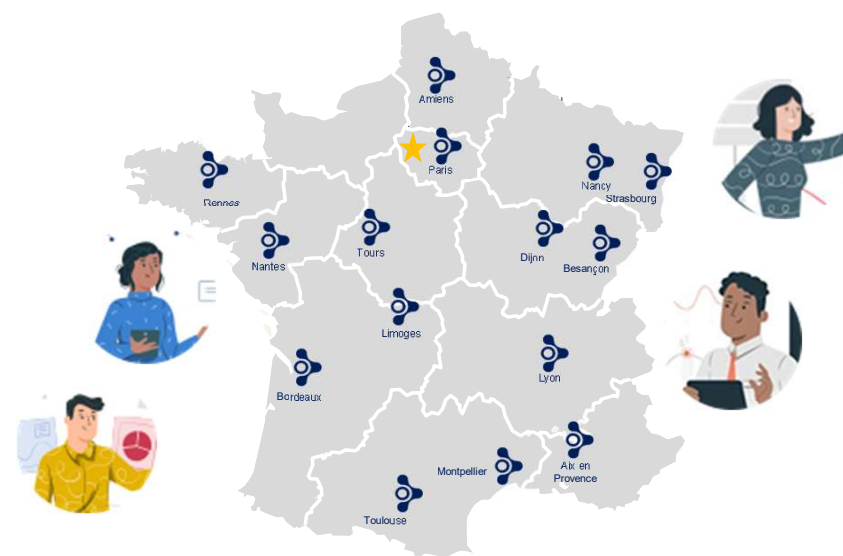 Amiens
Paris
Nancy
Strasbourg
Rennes
Tours
Dijon
Nantes
Besançon
Limoges
Lyon
Bordeaux
Montpellier
Aix en
Provence
Toulouse